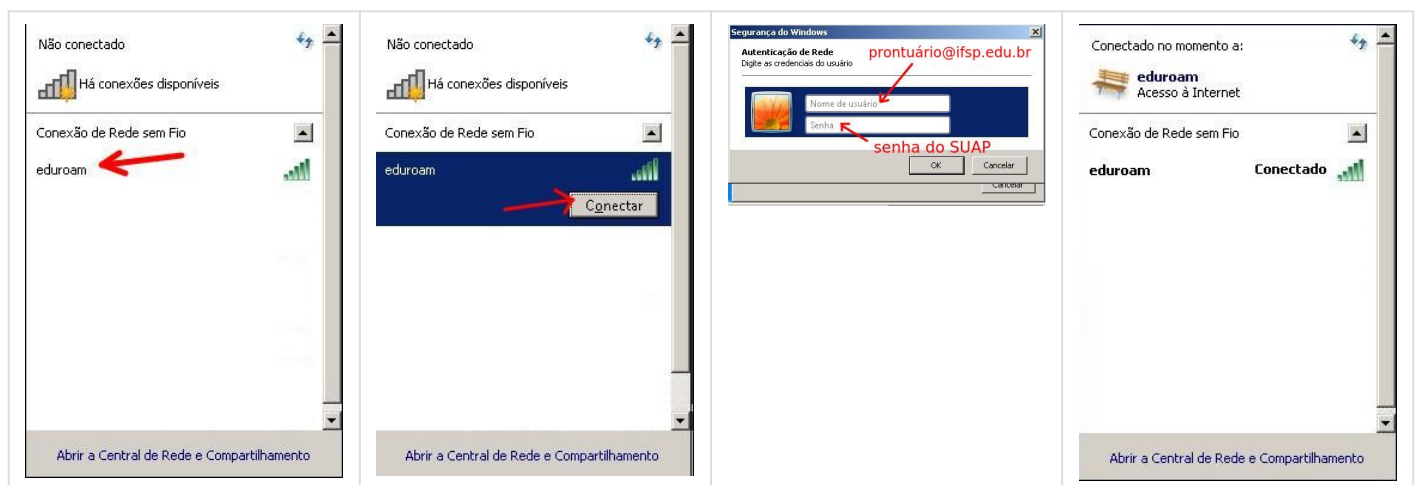 Não conectado
Há conexões disponíveis
Conexão de Rede sem Fio
eduroam
Abrir a Central de Rede e Compartilhamento
Não conectado
Há conexões disponíveis
Conexão de Rede sem Fio
eduroam
Conectar
Abrir a Central de Rede e Compartilhamento
Segurança do Windows
Autenticação de Rede
Digite as credenciais do usuário
prontuário@ifsp.edu.br
Nome de usuário
Senha
senha do SUAP
OK Cancelar
Cancelar
Conectado no momento a:
eduroam
Acesso à Internet
Conexão de Rede sem Fio
eduroam Conectado
Abrir a Central de Rede e Compartilhamento